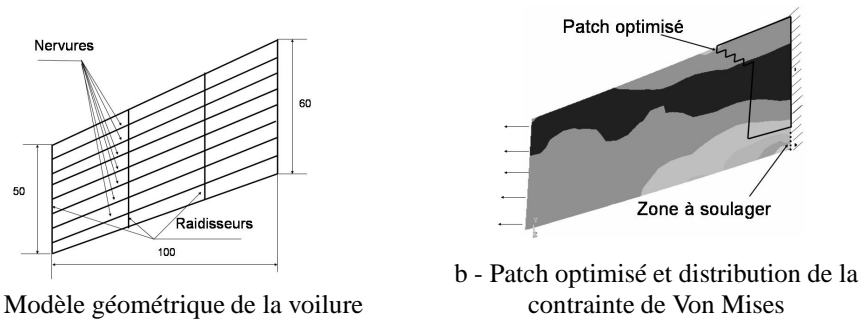 Nervures
60
50
Raidisseurs
100
Modèle géométrique de la voilure
Patch optimisé
Zone à soulager
b - Patch optimisé et distribution de la
contrainte de Von Mises